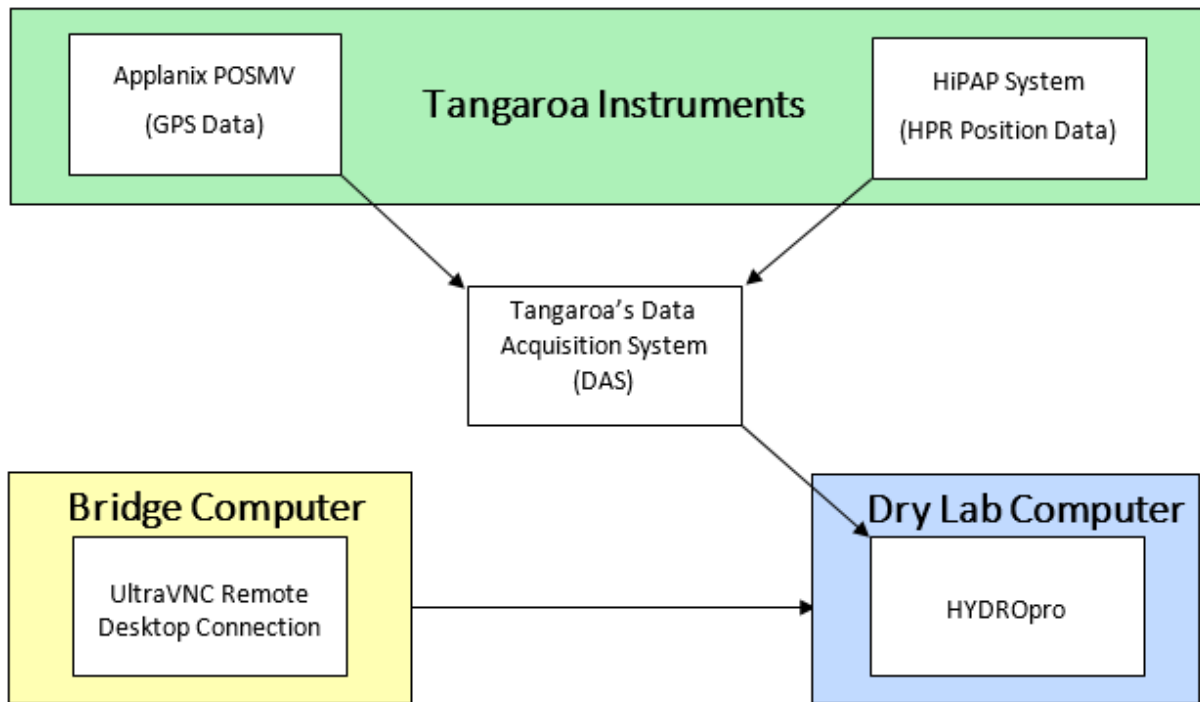 Applanix POSMV
(GPS Data)
Tangaroa Instruments
HiPAP System
(HPR Position Data)
Tangaroa's Data
Acquisition System
(DAS)
Bridge Computer
UltraVNC Remote
Desktop Connection
Dry Lab Computer
HYDROpro